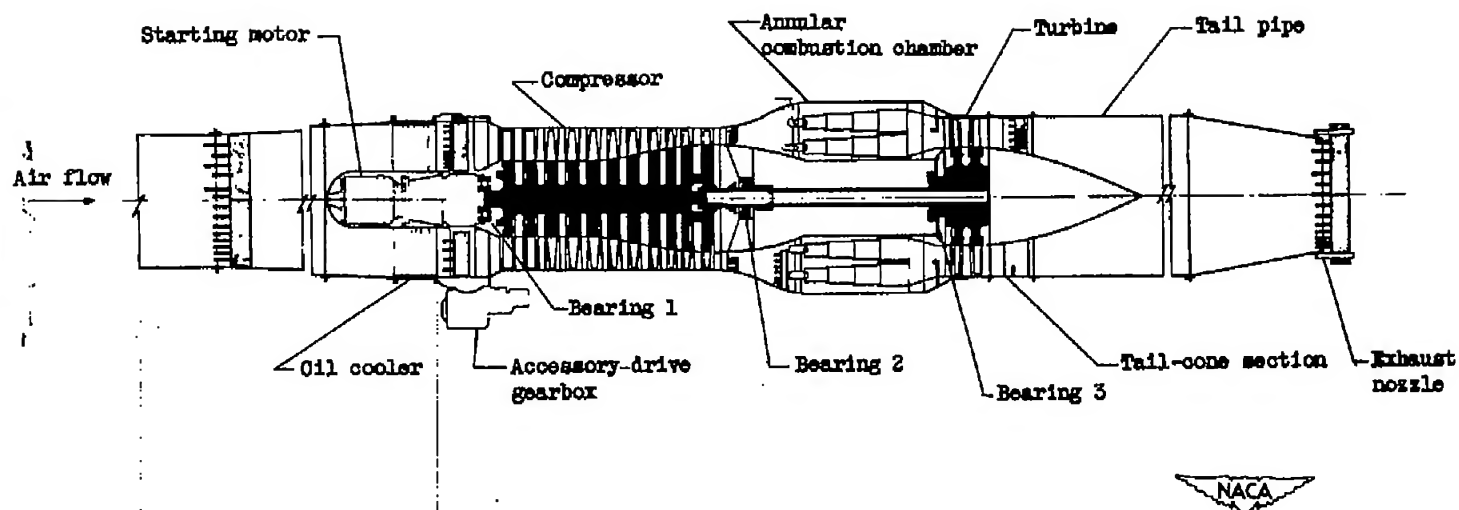 Starting motor
Annular
combustion chamber
Turbine
Tail pipe
Compressor
Air flow
Bearing 1
Oil cooler
Accessory-drive
gearbox
Bearing 2
Bearing 3
Tail-cone section
Exhaust
nozzle
NACA